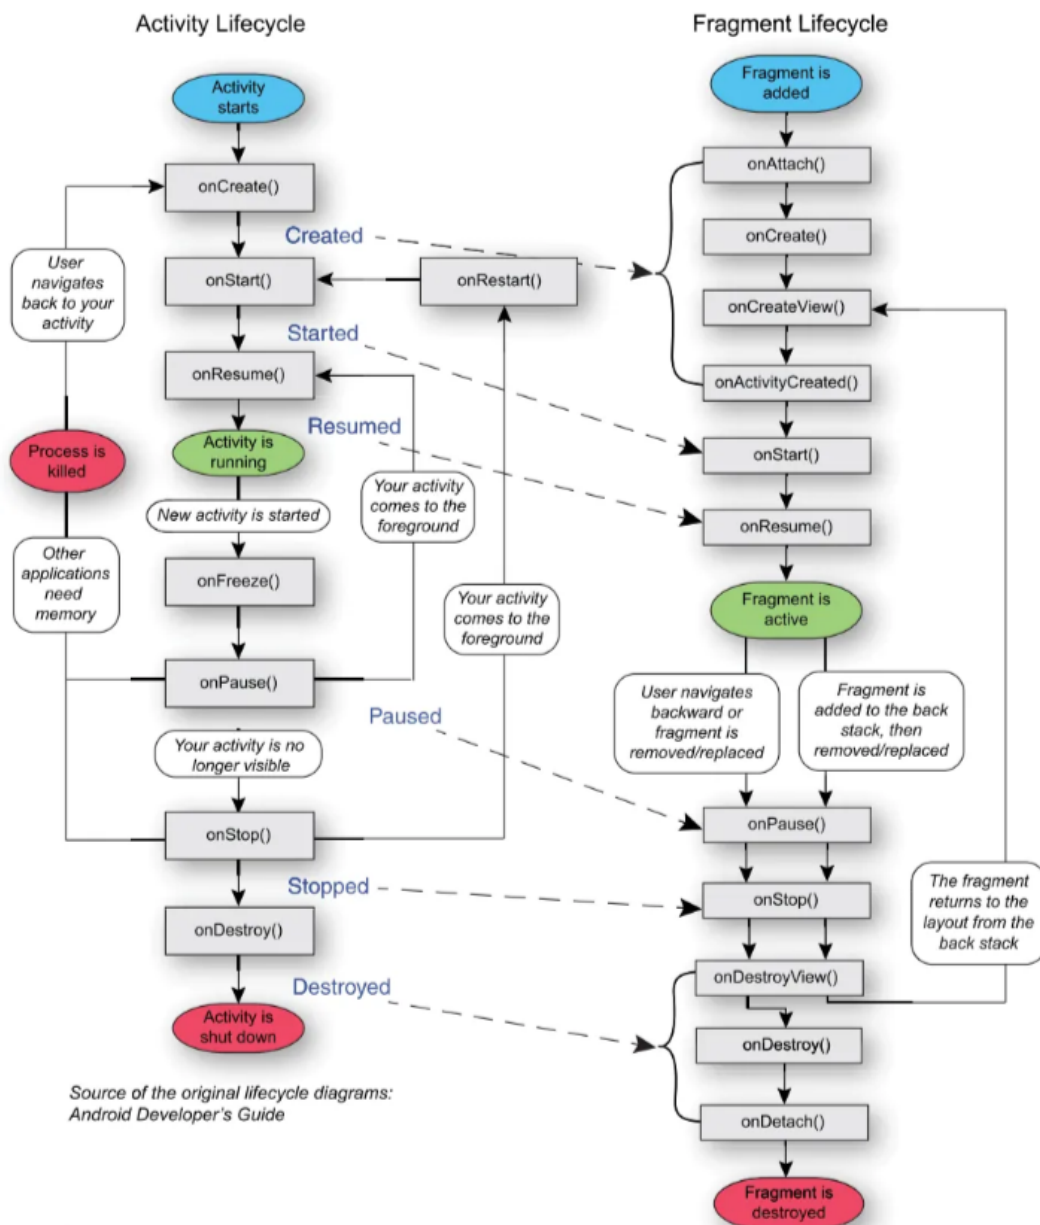 Activity Lifecycle
Activity
starts
onCreate()
Created
User
navigates
back to your
activity
onStart()
onRestart()
Started
onResume()
Resumed
Process is
killed
Activity is
running
New activity is started
Your activity
comes to the
foreground
Other
applications
need
memory
onFreeze()
Your activity
comes to the
foreground
onPause()
Paused
Your activity is no
longer visible
onStop()
Stopped
onDestroy()
Destroyed
Activity is
shut down
Source of the original lifecycle diagrams:
Android Developer's Guide
Fragment Lifecycle
Fragment is
added
onAttach()
onCreate()
onCreateView()
onActivityCreated()
onStart()
onResume()
Fragment is
active
User navigates
backward or
fragment is
removed/replaced
Fragment is
added to the back
stack, then
removed/replaced
onPause()
onStop()
The fragment
returns to the
layout from the
back stack
onDestroyView()
onDestroy()
onDetach()
Fragment is
destroyed